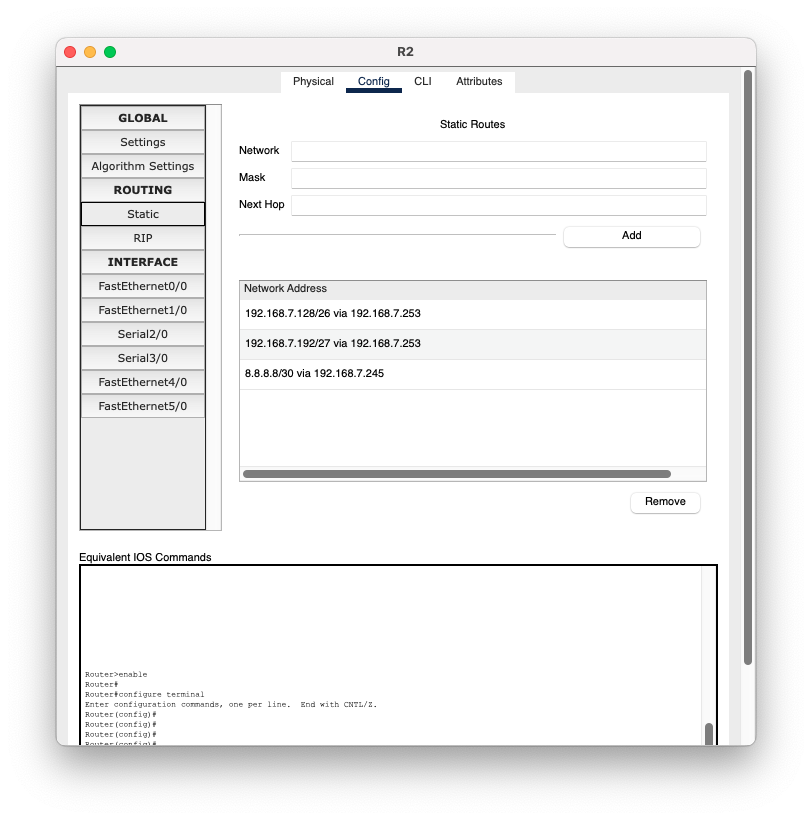 R2
Physical Config CLI Attributes
GLOBAL
Settings
Algorithm Settings
ROUTING
Static
RIP
INTERFACE
FastEthernet0/0
FastEthernet1/0
Serial2/0
Serial3/0
FastEthernet4/0
FastEthernet5/0
Static Routes
Network
Mask
Next Hop
Add
Network Address
192.168.7.128/26 via 192.168.7.253
192.168.7.192/27 via 192.168.7.253
8.8.8.8/30 via 192.168.7.245
Remove
Equivalent IOS Commands
Router>enable
Router#
Router#configure terminal
Enter configuration commands, one per line.  End with CNTL/Z.
Router(config)#
Router(config)#
Router(config)#
Router(config)#